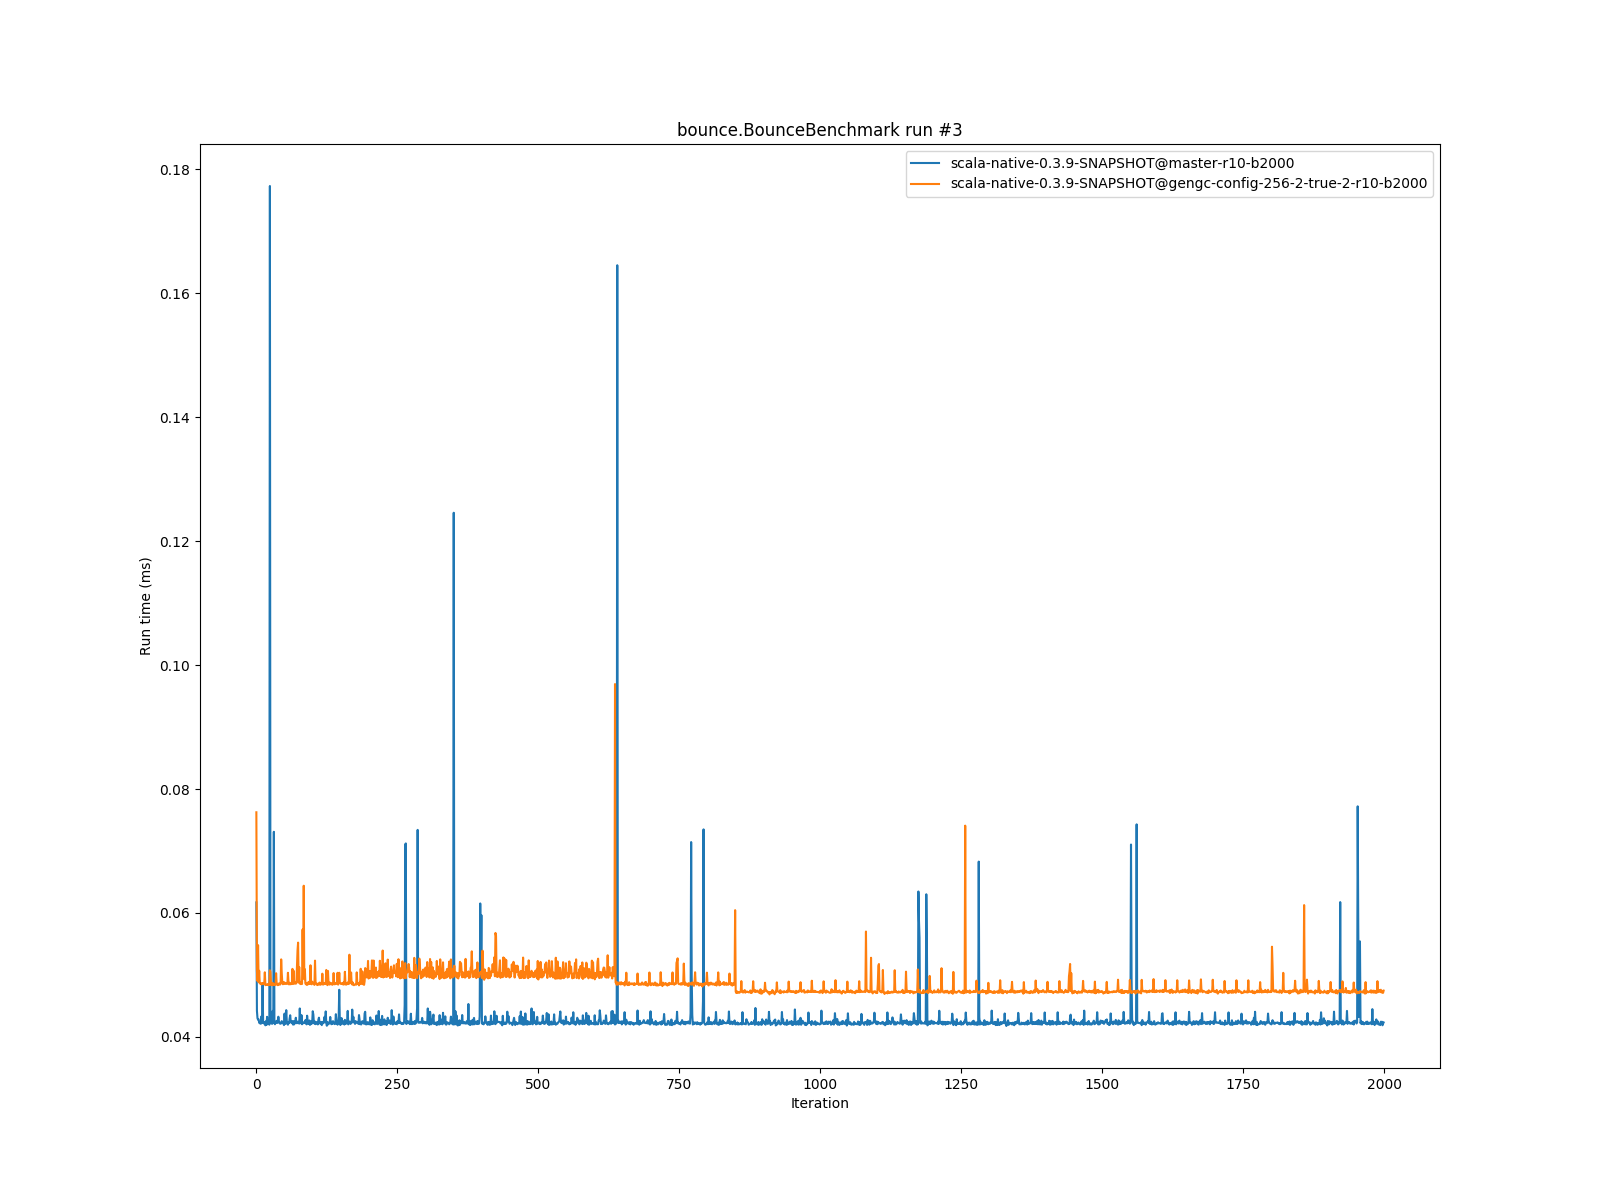 bounce.BounceBenchmark run #3
scala-native-0.3.9-SNAPSHOT@master-r10-b2000
scala-native-0.3.9-SNAPSHOT@gengc-config-256-2-true-2-r10-b2000
Run time (ms)
0.18
0.16
0.14
0.12
0.10
0.08
0.06
0.04
0 250 500 750 1000 1250 1500 1750 2000
Iteration